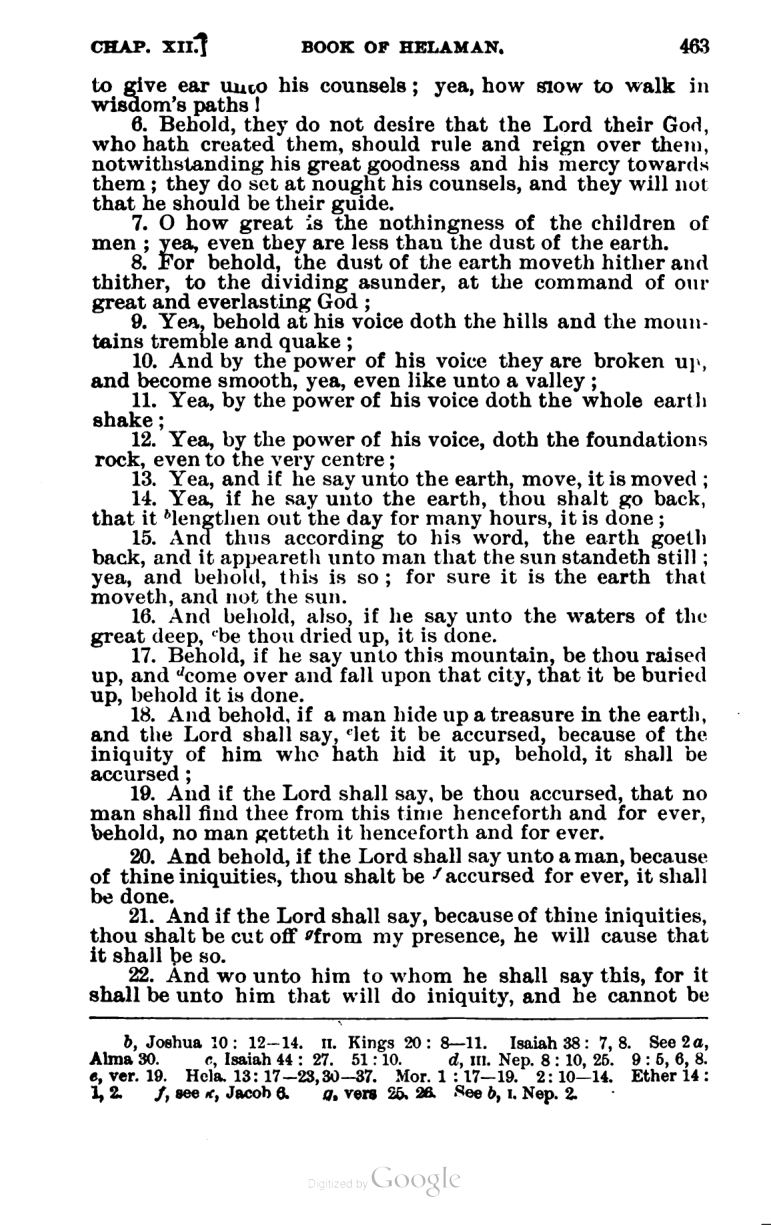 CHAP. XII.] BOOK OF HELAMAN. 463
to give ear unto his counsels; yea, how slow to walk in
wisdom's paths!
6. Behold, they do not desire that the Lord their God,
who hath created them, should rule and reign over them,
notwithstanding his great goodness and his mercy towards
them; they do set at nought his counsels, and they will not
that he should be their guide.
7. O how great is the nothingness of the children of
men; yea, even they are less than the dust of the earth.
8. For behold, the dust of the earth moveth hither and
thither, to the dividing asunder, at the command of our
great and everlasting God;
9. Yea, behold at his voice doth the hills and the moun-
tains tremble and quake;
10. And by the power of his voice they are broken up,
and become smooth, yea, even like unto a valley;
11. Yea, by the power of his voice doth the whole earth
shake;
12. Yea, by the power of his voice, doth the foundations
rock, even to the very centre;
13. Yea, and if he say unto the earth, move, it is moved;
14. Yea, if he say unto the earth, thou shalt go back,
that it ᵇlengthen out the day for many hours, it is done;
15. And thus according to his word, the earth goeth
back, and it appeareth unto man that the sun standeth still;
yea, and behold, this is so; for sure it is the earth that
moveth, and not the sun.
16. And behold, also, if he say unto the waters of the
great deep, ᶜbe thou dried up, it is done.
17. Behold, if he say unto this mountain, be thou raised
up, and ᵈcome over and fall upon that city, that it be buried
up, behold it is done.
18. And behold, if a man hide up a treasure in the earth,
and the Lord shall say, ᵉlet it be accursed, because of the
iniquity of him who hath hid it up, behold, it shall be
accursed;
19. And if the Lord shall say, be thou accursed, that no
man shall find thee from this time henceforth and for ever,
behold, no man getteth it henceforth and for ever.
20. And behold, if the Lord shall say unto a man, because
of thine iniquities, thou shalt be ᶠaccursed for ever, it shall
be done.
21. And if the Lord shall say, because of thine iniquities,
thou shalt be cut off ᵍfrom my presence, he will cause that
it shall be so.
22. And wo unto him to whom he shall say this, for it
shall be unto him that will do iniquity, and he cannot be
b, Joshua 10: 12—14. II. Kings 20: 8—11. Isaiah 38: 7, 8. See 2a,
Alma 30. c, Isaiah 44: 27. 51: 10. d, III. Nep. 8: 10, 25. 9: 5, 6, 8.
e, ver. 19. Hela. 13: 17—23, 30—37. Mor. 1: 17—19. 2: 10—14. Ether 14:
1, 2. f, see κ, Jacob 6. g, vers 25, 26. See b, I. Nep. 2.
Digitized by Google